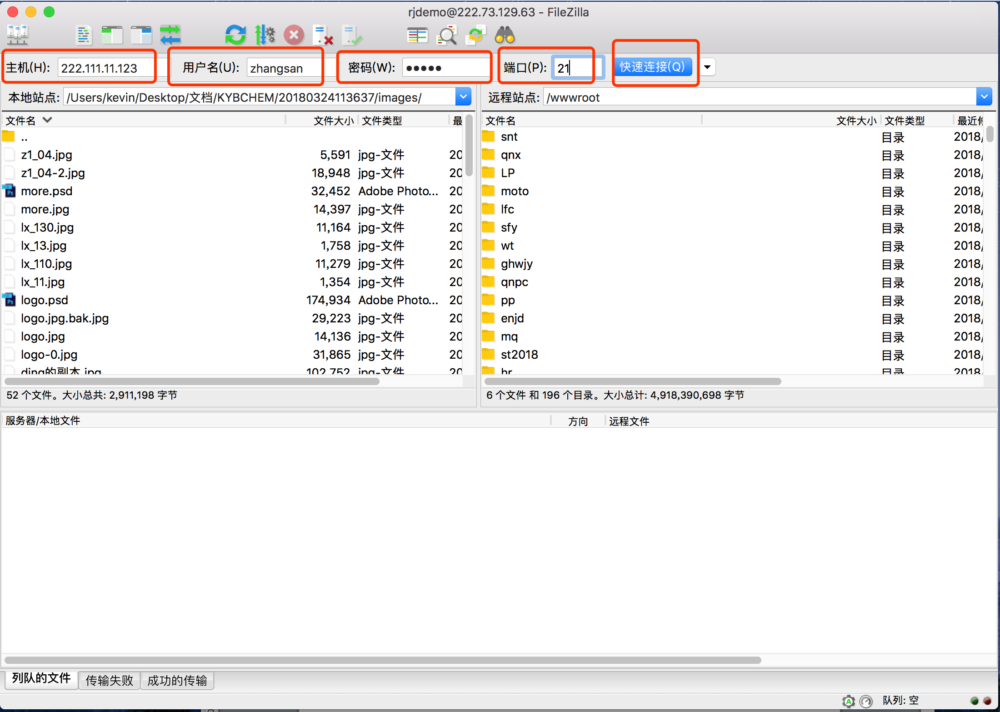 rjdemo@222.73.129.63 - FileZilla
主机(H): 222.111.11.123 用户名(U): zhangsan 密码(W): ●●●●● 端口(P): 21 快速连接(Q)
本地站点: /Users/kevin/Desktop/文档/KYBCHEM/20180324113637/images/
文件名 文件大小 文件类型 最
..
z1_04.jpg 5,591 jpg-文件 20
z1_04-2.jpg 18,948 jpg-文件 20
more.psd 32,452 Adobe Photo... 20
more.jpg 14,397 jpg-文件 20
lx_130.jpg 11,164 jpg-文件 20
lx_13.jpg 1,758 jpg-文件 20
lx_110.jpg 11,279 jpg-文件 20
lx_11.jpg 1,354 jpg-文件 20
logo.psd 174,934 Adobe Photo... 20
logo.jpg.bak.jpg 29,223 jpg-文件 20
logo.jpg 14,136 jpg-文件 20
logo-0.jpg 31,865 jpg-文件 20
ding的副本.jpg 102,752 jpg-文件 20
52 个文件。大小总共: 2,911,198 字节
远程站点: /wwwroot
文件名 文件大小 文件类型 最近修
snt 目录 2018/
qnx 目录 2018/
LP 目录 2018/
moto 目录 2018/
lfc 目录 2018/
sfy 目录 2018/
wt 目录 2018/
ghwjy 目录 2018/
qnpc 目录 2018/
pp 目录 2018/
enjd 目录 2018/
mq 目录 2018/
st2018 目录 2018/
hr 目录 2018/
6 个文件 和 196 个目录。大小总计: 4,918,390,698 字节
服务器/本地文件 方向 远程文件
列队的文件 传输失败 成功的传输
队列: 空